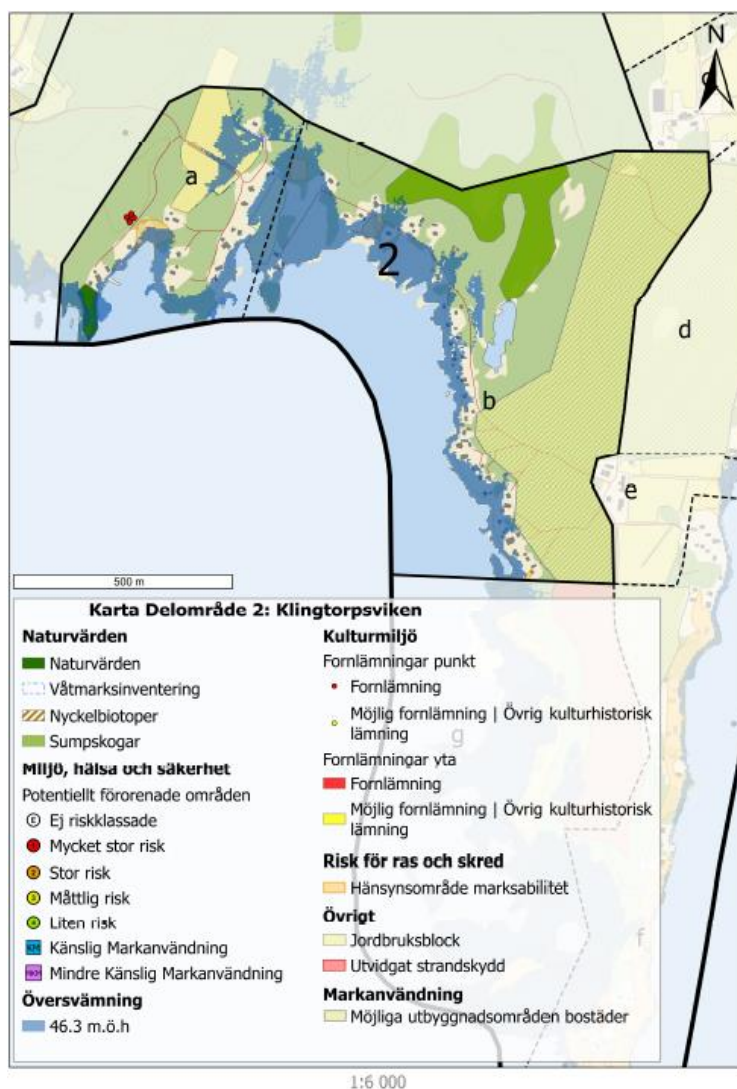 N
c
a
2
d
b
e
500 m
Karta Delområde 2: Klingtorpsviken
Naturvärden
Naturvärden
Våtmarksinventering
Nyckelbiotoper
Sumpskogar
Miljö, hälsa och säkerhet
Potentiellt förorenade områden
Ej riskklassade
Mycket stor risk
Stor risk
Måttlig risk
Liten risk
KM Känslig Markanvändning
MKM Mindre Känslig Markanvändning
Översvämning
46.3 m.ö.h
Kulturmiljö
Fornlämningar punkt
Fornlämning
Möjlig fornlämning | Övrig kulturhistorisk
lämning
g
Fornlämningar yta
Fornlämning
Möjlig fornlämning | Övrig kulturhistorisk
lämning
Risk för ras och skred
Hänsynsområde marksabilitet
Övrigt
Jordbruksblock
Utvidgat strandskydd
f
Markanvändning
Möjliga utbyggnadsområden bostäder
1:6 000